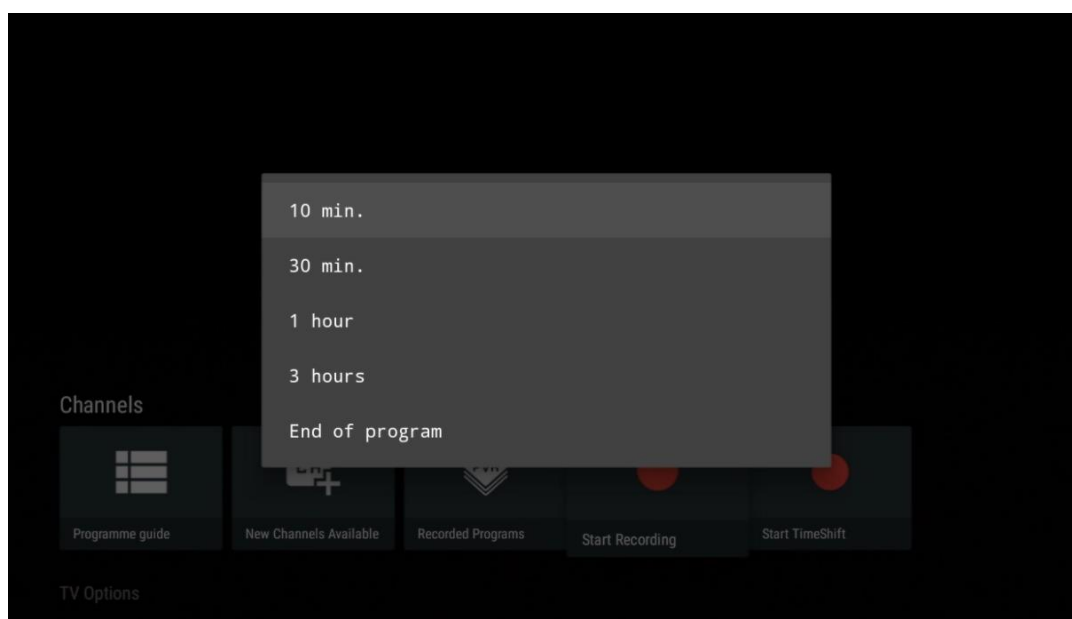 10 min.
30 min.
1 hour
3 hours
End of program
Channels
Programme guide
New Channels Available
Recorded Programs
Start Recording
Start TimeShift
TV Options